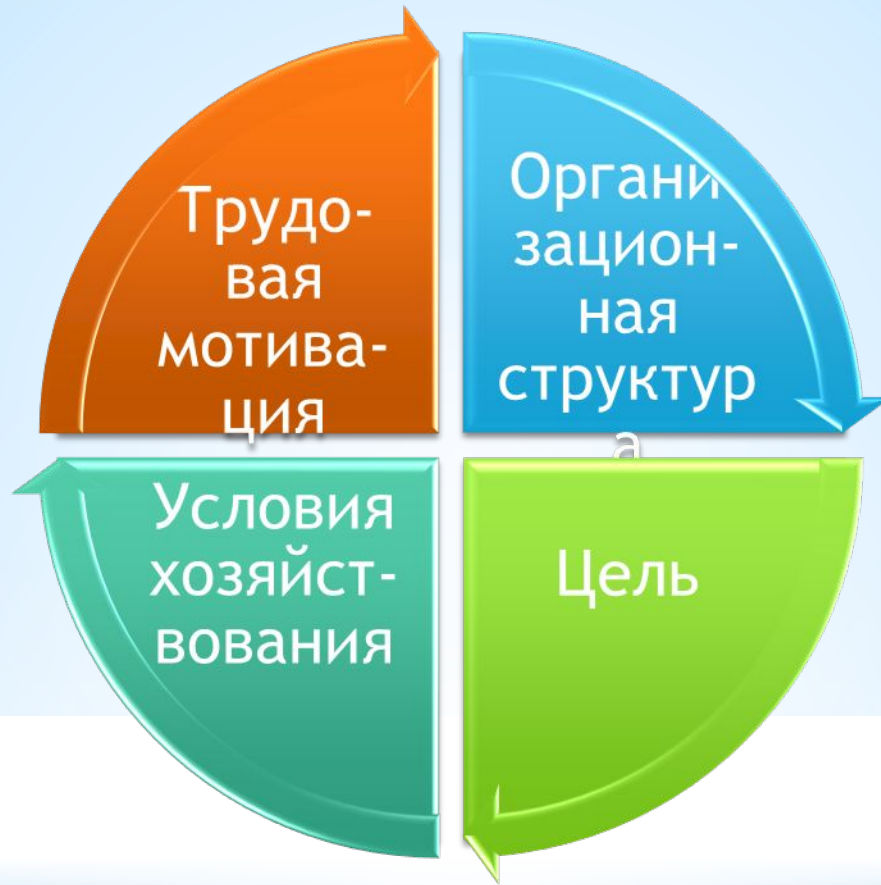 Трудо-
вая
мотива-
ция
Органи
зацион-
ная
структур
а
Условия
хозяйст-
вования
Цель